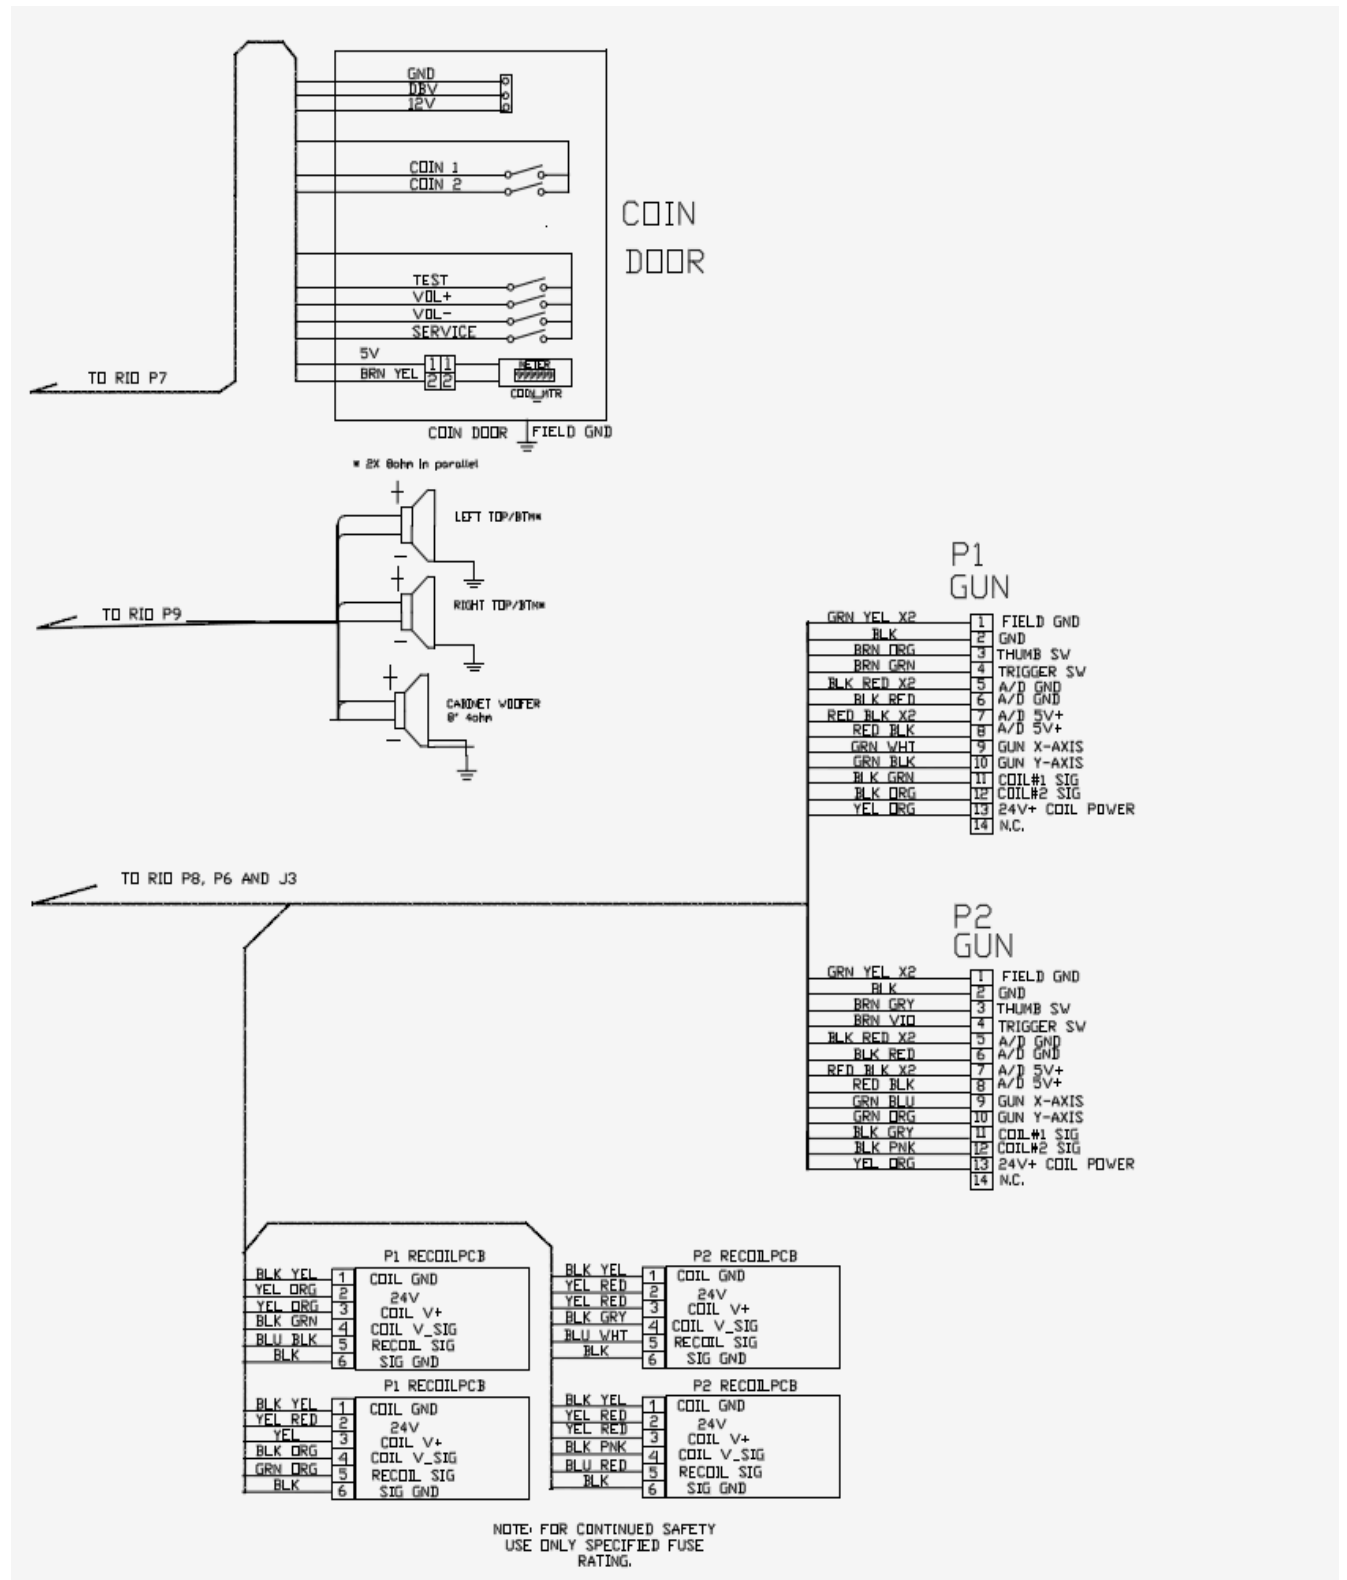 GND
DBV
12V
COIN 1
COIN 2
COIN
DOOR
TEST
VOL+
VOL-
SERVICE
5V
1 1
METER
BRN YEL
2 2
TO RIO P7
COIN MTR
COIN DOOR
FIELD GND
* 2X 8ohm in parallel
+
LEFT TOP/BTM*
-
+
RIGHT TOP/BTM*
TO RIO P9
-
+
CABINET WOOFER
8" 4ohm
-
P1
GUN
GRN YEL X2 1 FIELD GND
BLK 2 GND
BRN ORG 3 THUMB SW
BRN GRN 4 TRIGGER SW
BLK RED X2 5 A/D GND
BLK RED 6 A/D GND
RED BLK X2 7 A/D 5V+
RED BLK 8 A/D 5V+
GRN WHT 9 GUN X-AXIS
GRN BLK 10 GUN Y-AXIS
BLK GRN 11 COIL#1 SIG
BLK ORG 12 COIL#2 SIG
YEL ORG 13 24V+ COIL POWER
14 N.C.
TO RIO P8, P6 AND J3
P2
GUN
GRN YEL X2 1 FIELD GND
BLK 2 GND
BRN GRY 3 THUMB SW
BRN VIO 4 TRIGGER SW
BLK RED X2 5 A/D GND
BLK RED 6 A/D GND
RED BLK X2 7 A/D 5V+
RED BLK 8 A/D 5V+
GRN BLU 9 GUN X-AXIS
GRN ORG 10 GUN Y-AXIS
BLK GRY 11 COIL#1 SIG
BLK PNK 12 COIL#2 SIG
YEL ORG 13 24V+ COIL POWER
14 N.C.
P1 RECOILPCB
BLK YEL 1 COIL GND
YEL ORG 2 24V
YEL ORG 3 COIL V+
BLK GRN 4 COIL V_SIG
BLU BLK 5 RECOIL SIG
BLK 6 SIG GND
P2 RECOILPCB
BLK YEL 1 COIL GND
YEL RED 2 24V
YEL RED 3 COIL V+
BLK GRY 4 COIL V_SIG
BLU WHT 5 RECOIL SIG
BLK 6 SIG GND
P1 RECOILPCB
BLK YEL 1 COIL GND
YEL RED 2 24V
YEL 3 COIL V+
BLK ORG 4 COIL V_SIG
GRN ORG 5 RECOIL SIG
BLK 6 SIG GND
P2 RECOILPCB
BLK YEL 1 COIL GND
YEL RED 2 24V
YEL RED 3 COIL V+
BLK PNK 4 COIL V_SIG
BLU RED 5 RECOIL SIG
BLK 6 SIG GND
NOTE: FOR CONTINUED SAFETY
USE ONLY SPECIFIED FUSE
RATING.